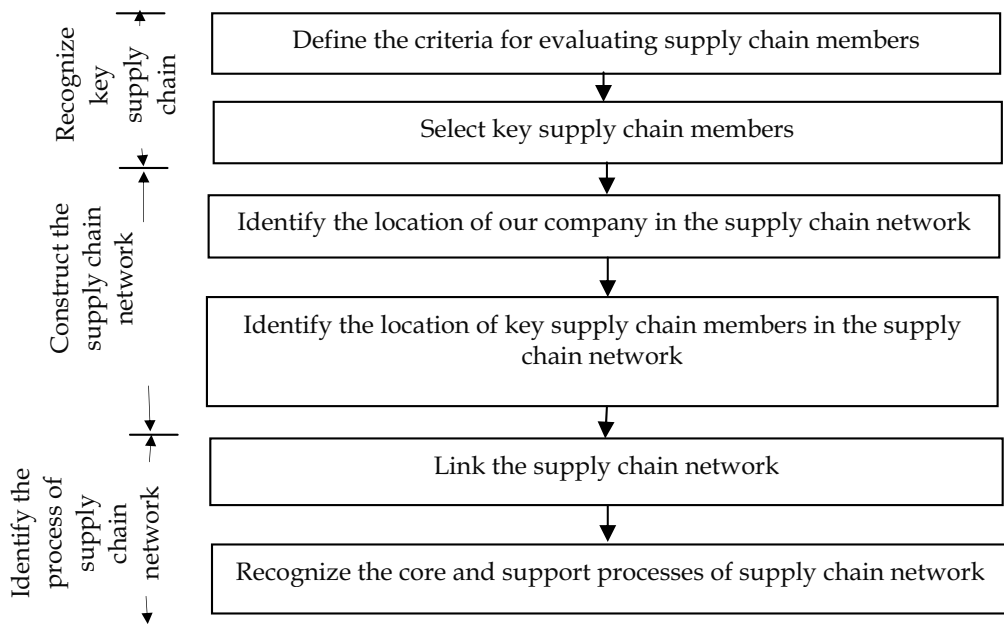 Recognize
key
supply
chain
Define the criteria for evaluating supply chain members
Select key supply chain members
Construct the
supply chain
network
Identify the location of our company in the supply chain network
Identify the location of key supply chain members in the supply
chain network
Identify the
process of
supply
chain
network
Link the supply chain network
Recognize the core and support processes of supply chain network